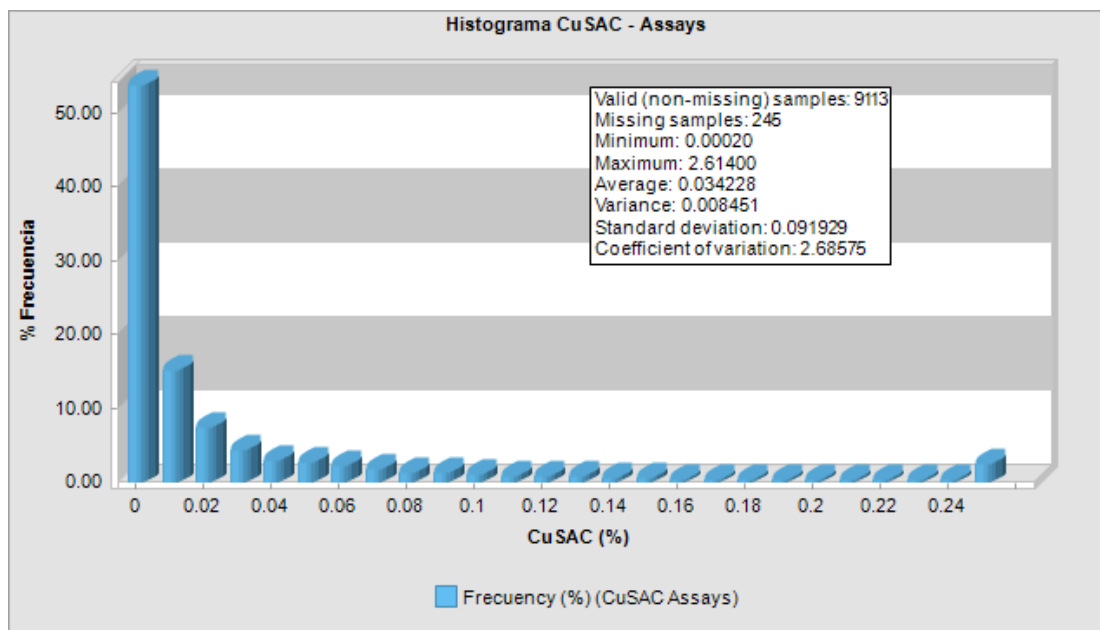 Histograma CuSAC - Assays
Valid (non-missing) samples: 9113
Missing samples: 245
Minimum: 0.00020
Maximum: 2.61400
Average: 0.034228
Variance: 0.008451
Standard deviation: 0.091929
Coefficient of variation: 2.68575
% Frecuencia
50.00
40.00
30.00
20.00
10.00
0.00
0 0.02 0.04 0.06 0.08 0.1 0.12 0.14 0.16 0.18 0.2 0.22 0.24
CuSAC (%)
Frecuency (%) (CuSAC Assays)